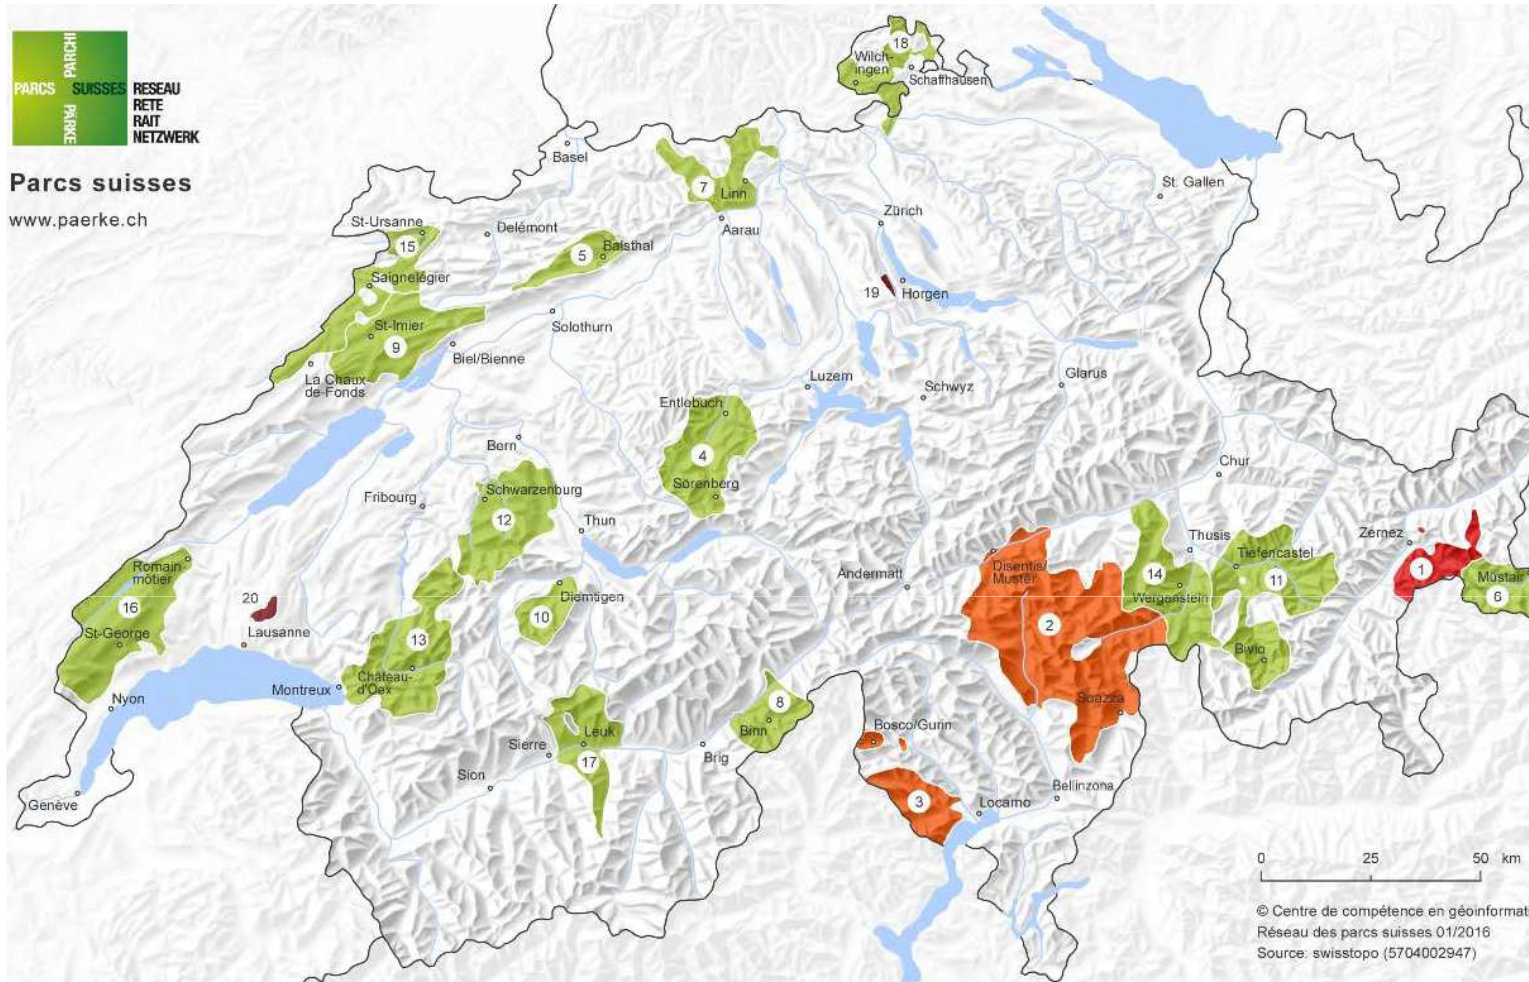 PARCS
PARCHI
SUISSES
PÄRKE
RESEAU
RETE
RAIT
NETZWERK
Parcs suisses
www.paerke.ch
18
Wilch-
ingen
Schaffhausen
Basel
7
Linn
Aarau
St. Gallen
Zürich
St-Ursanne
15
Delémont
5
Balsthal
Saignelégier
19
Horgen
St-Imier
9
Solothurn
Biel/Bienne
La Chaux-
de-Fonds
Luzern
Schwyz
Glarus
Entlebuch
4
Sörenberg
Bern
Chur
Schwarzenburg
Fribourg
12
Thun
Zernez
1
Müstair
6
Thusis
Tiefencastel
11
14
Wergenstein
Disentis/
Mustér
Andermatt
2
Romain-
môtier
16
St-George
20
Lausanne
Diemtigen
10
13
Château-
d'Oex
Bivio
Montreux
Nyon
Soazza
8
Binn
Bosco/Gurin
Leuk
Sierre
17
Brig
Sion
Genève
3
Locarno
Bellinzona
0 25 50 km
© Centre de compétence en géoinformat
Réseau des parcs suisses 01/2016
Source: swisstopo (5704002947)